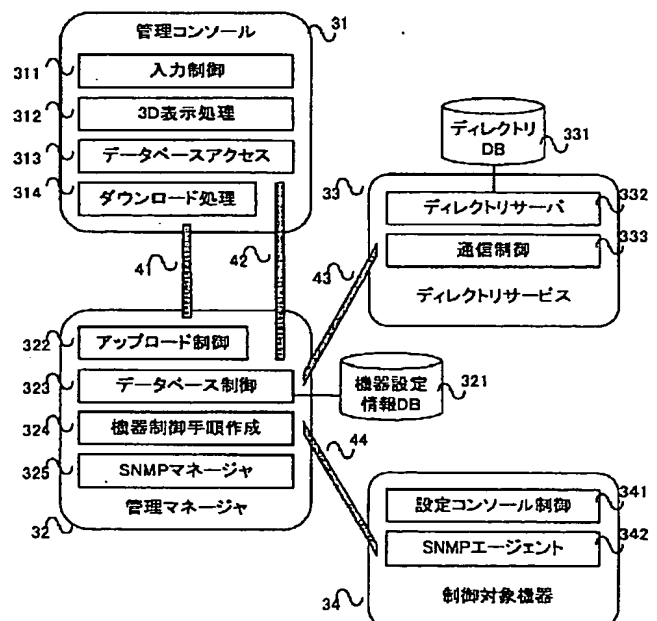 管理コンソール
31
311
入力制御
312
3D表示処理
313
データベースアクセス
314
ダウンロード処理
41
42
43
44
ディレクトリ
DB
331
33
ディレクトリサーバ
332
通信制御
333
ディレクトリサービス
322
アップロード制御
323
データベース制御
324
機器制御手順作成
325
SNMPマネージャ
管理マネージャ
32
機器設定
情報DB
321
設定コンソール制御
341
SNMPエージェント
342
制御対象機器
34